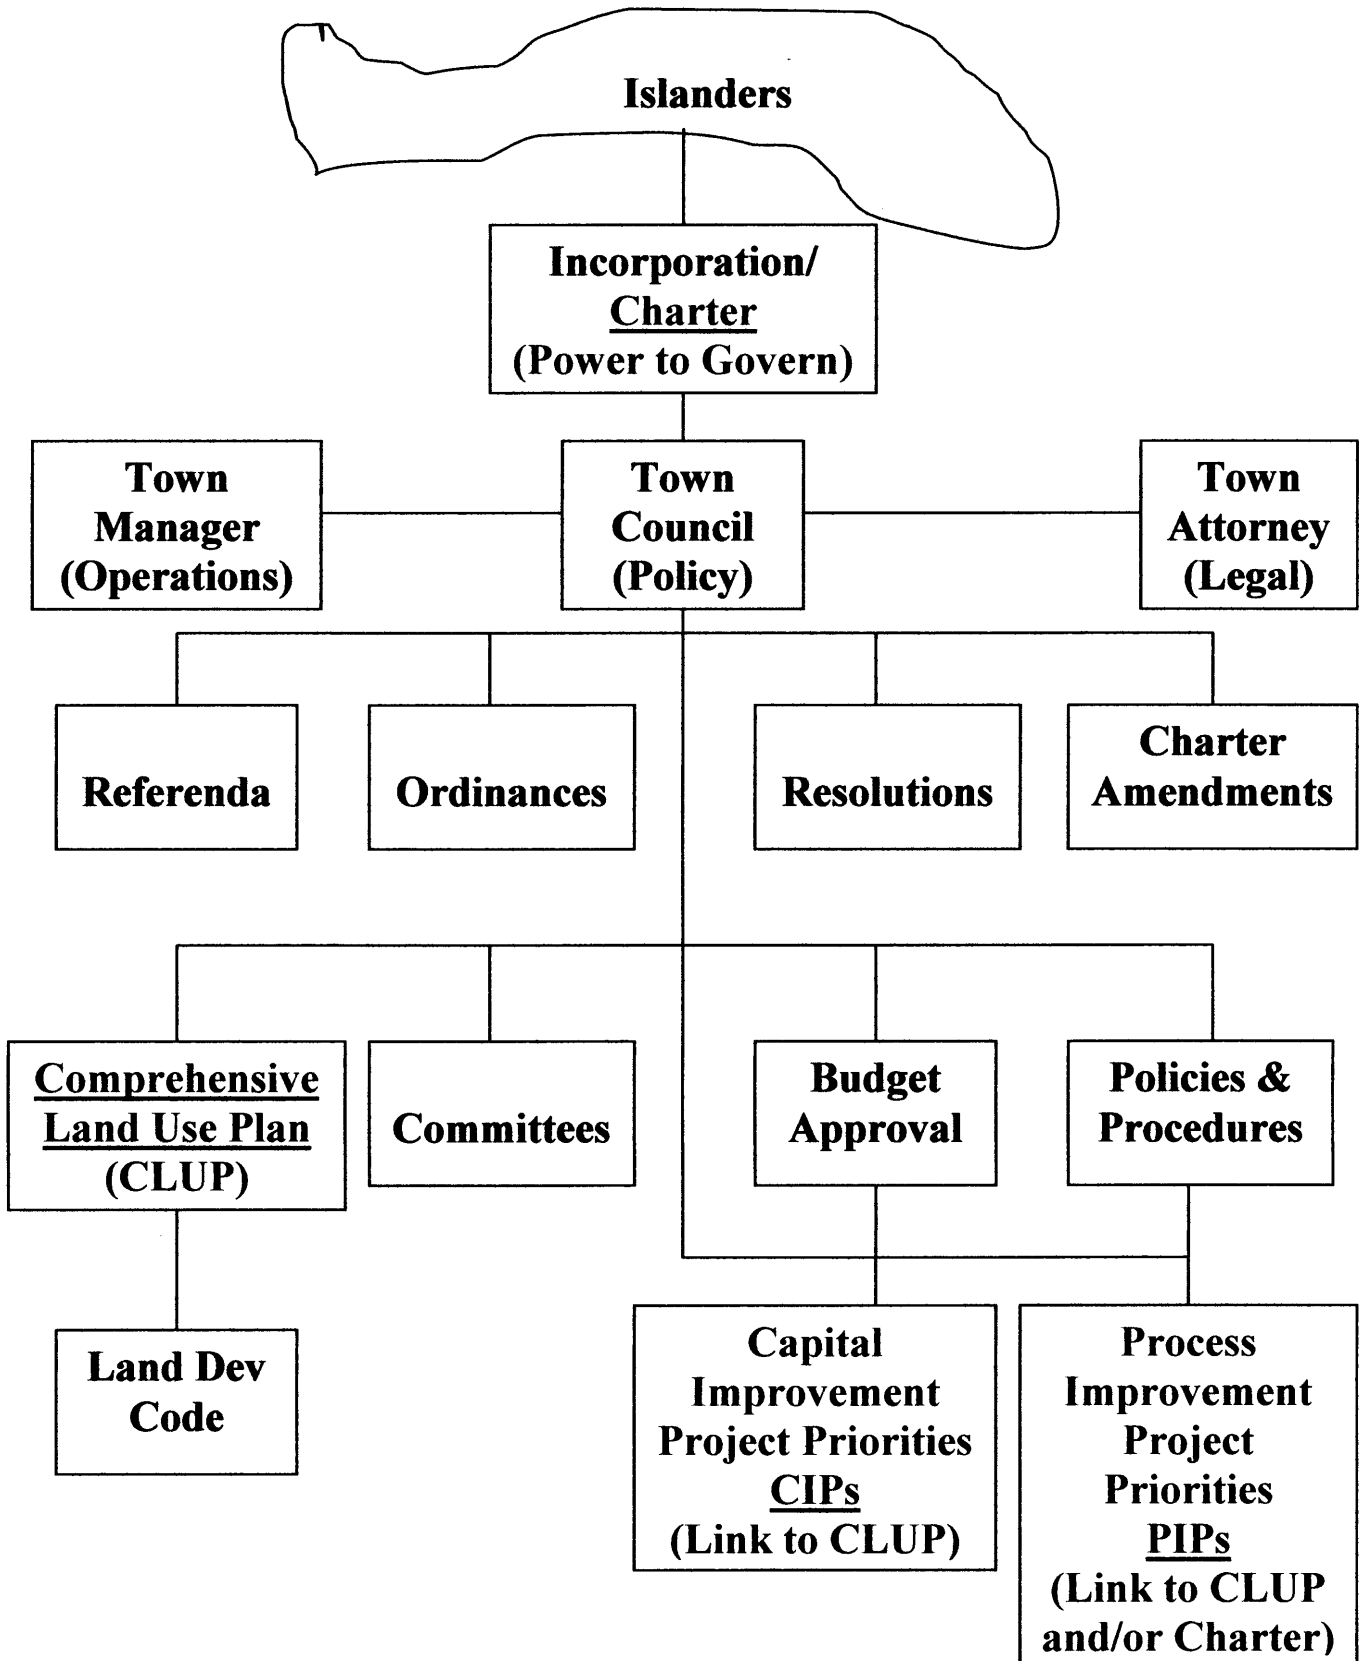 Islanders
Incorporation/
Charter
(Power to Govern)
Town
Manager
(Operations)
Town
Council
(Policy)
Town
Attorney
(Legal)
Referenda
Ordinances
Resolutions
Charter
Amendments
Comprehensive
Land Use Plan
(CLUP)
Committees
Budget
Approval
Policies &
Procedures
Land Dev
Code
Capital
Improvement
Project Priorities
CIPs
(Link to CLUP)
Process
Improvement
Project
Priorities
PIPs
(Link to CLUP
and/or Charter)